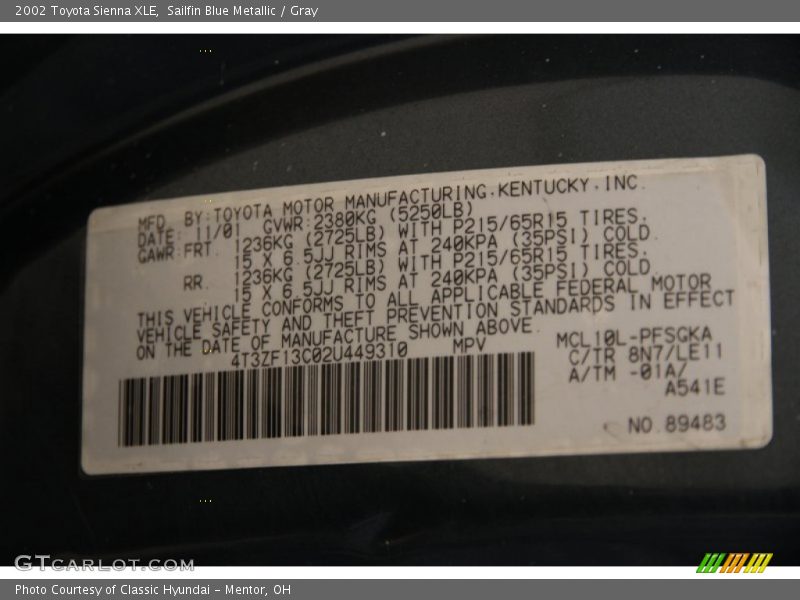 2002 Toyota Sienna XLE,  Sailfin Blue Metallic / Gray
MFD. BY:TOYOTA MOTOR MANUFACTURING.KENTUCKY.INC.
DATE: 11/01  GVWR:2380KG (5250LB)
GAWR:FRT. 1236KG (2725LB) WITH P215/65R15 TIRES.
15 X 6.5JJ RIMS AT 240KPA (35PSI) COLD.
RR. 1236KG (2725LB) WITH P215/65R15 TIRES.
15 X 6.5JJ RIMS AT 240KPA (35PSI) COLD
THIS VEHICLE CONFORMS TO ALL APPLICABLE FEDERAL MOTOR
VEHICLE SAFETY AND THEFT PREVENTION STANDARDS IN EFFECT
ON THE DATE OF MANUFACTURE SHOWN ABOVE.
4T3ZF13C02U449310 MPV
MCL10L-PFSGKA
C/TR 8N7/LE11
A/TM -01A/
A541E
NO.89483
GTCARLOT.COM
Photo Courtesy of Classic Hyundai - Mentor, OH